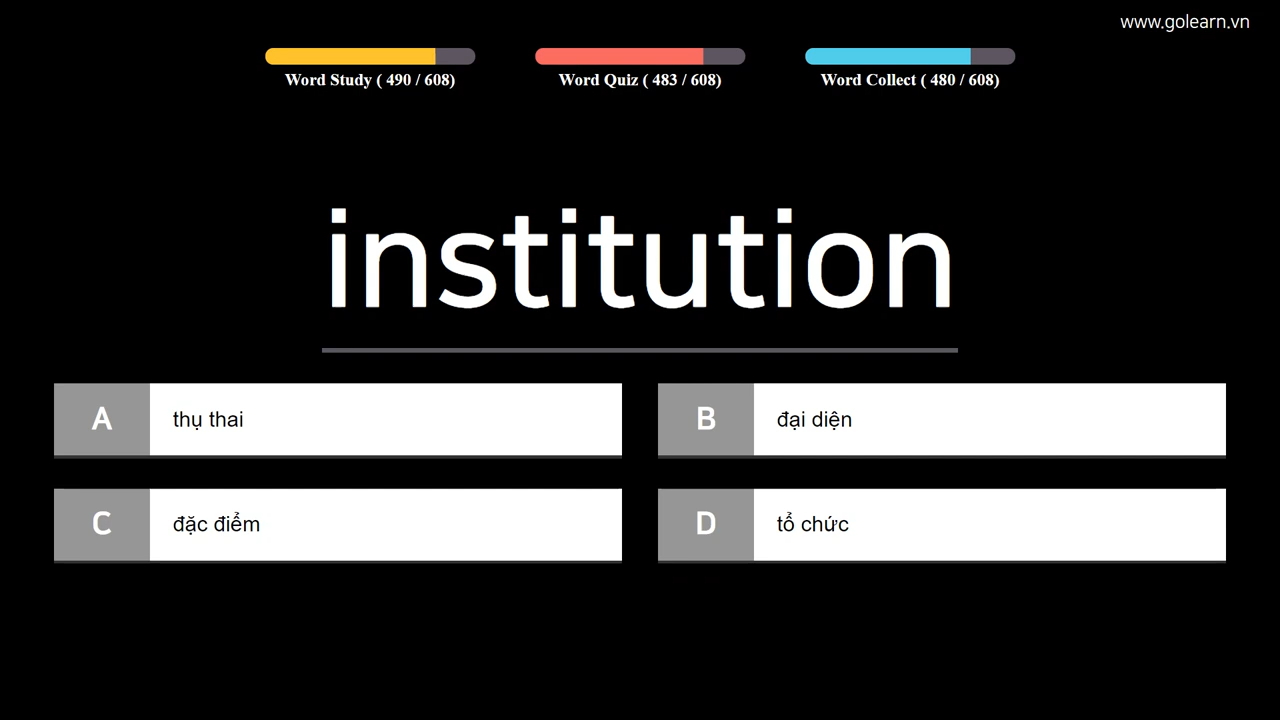 www.golearn.vn
Word Study ( 490 / 608)
Word Quiz ( 483 / 608)
Word Collect ( 480 / 608)
institution
A thụ thai
B đại diện
C đặc điểm
D tổ chức